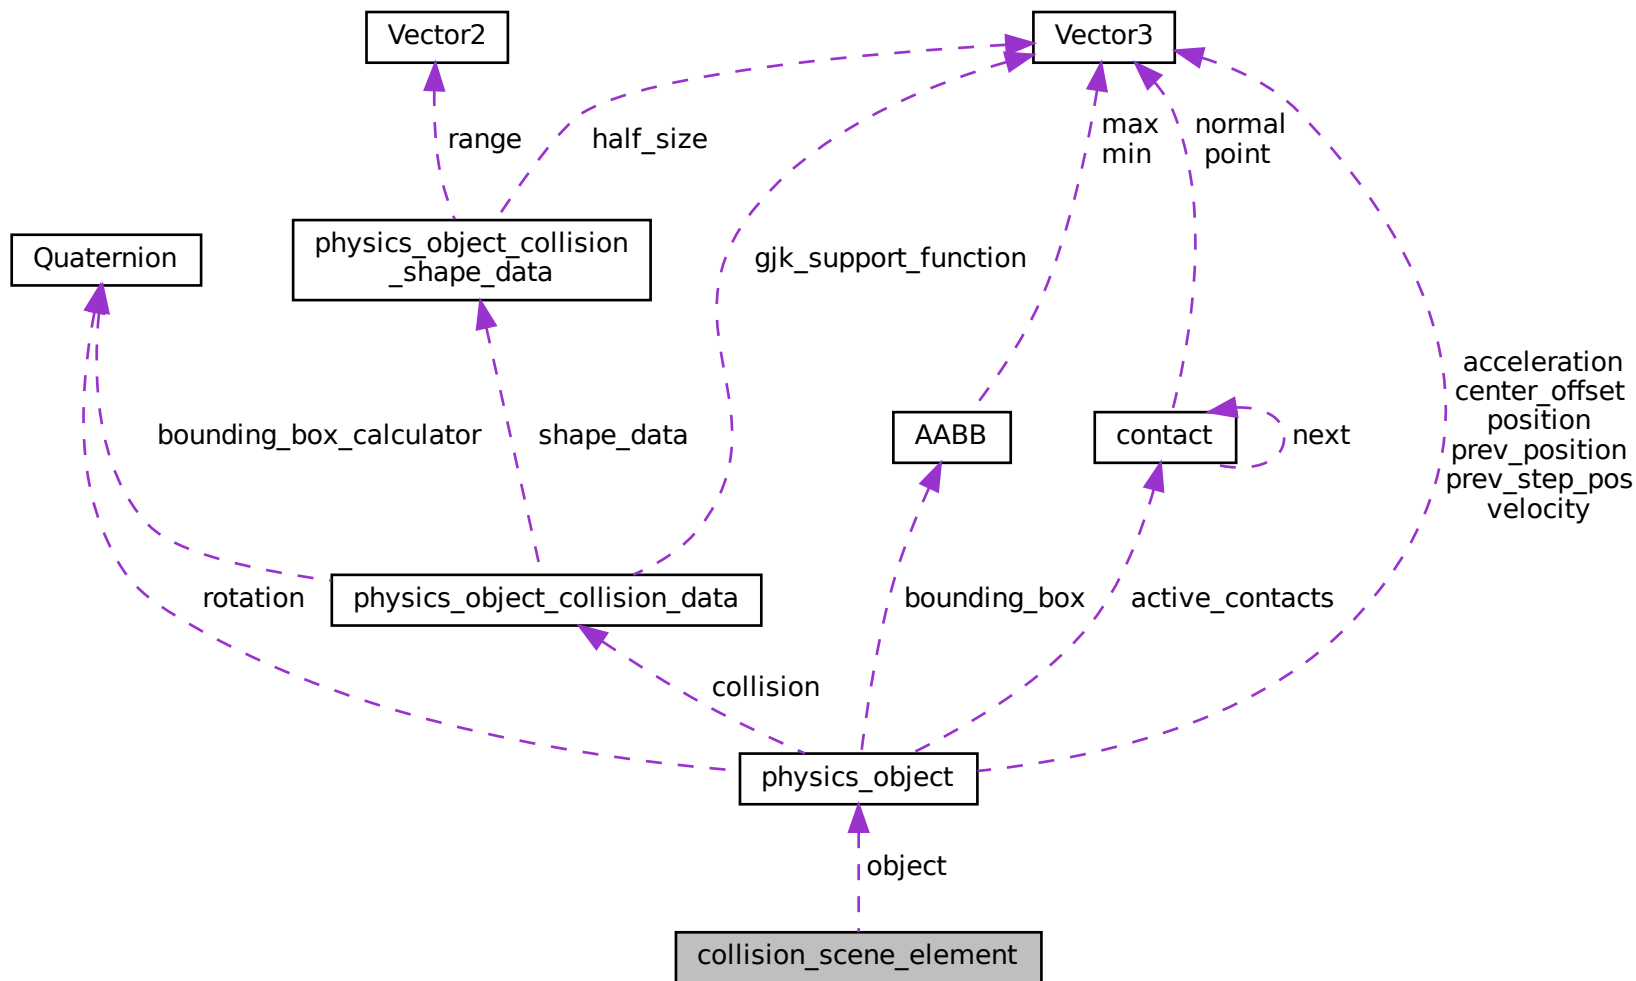 Vector2
Vector3
range
half_size
max
min
normal
point
physics_object_collision
_shape_data
Quaternion
gjk_support_function
acceleration
center_offset
position
prev_position
prev_step_pos
velocity
bounding_box_calculator
shape_data
AABB
contact
next
rotation
physics_object_collision_data
bounding_box
active_contacts
collision
physics_object
object
collision_scene_element